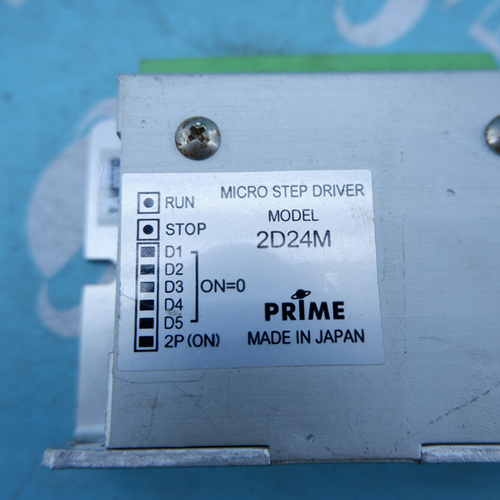 RUN
STOP
D1
D2
D3
D4
D5
ON=0
2P(ON)
MICRO STEP DRIVER
MODEL
2D24M
PRIME
MADE IN JAPAN